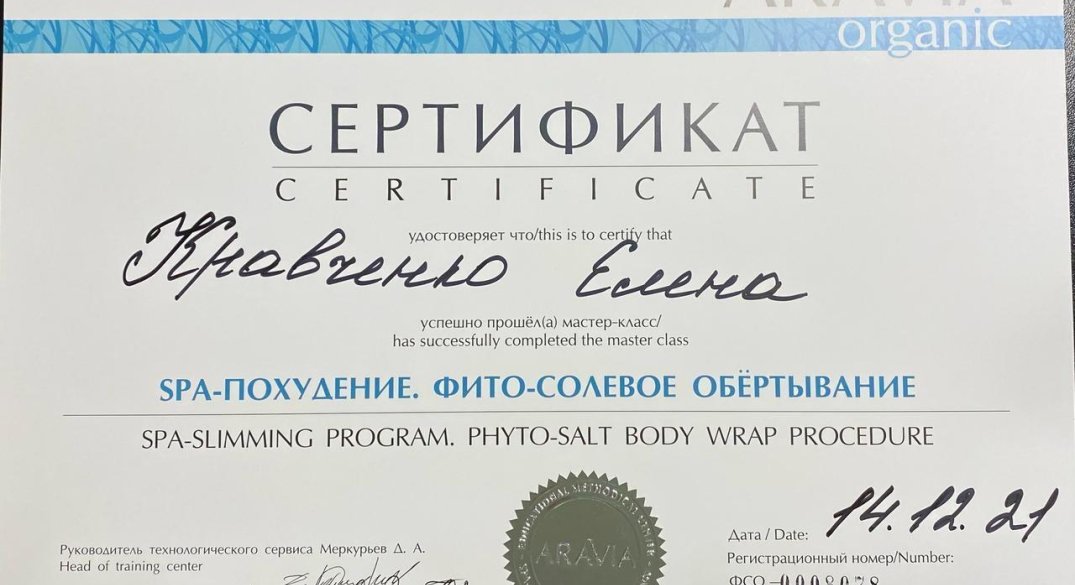 ARAVIA
organic
СЕРТИФИКАТ
CERTIFICATE
удостоверяет что/this is to certify that
Кравченко Елена
успешно прошёл(а) мастер-класс/
has successfully completed the master class
SPA-ПОХУДЕНИЕ. ФИТО-СОЛЕВОЕ ОБЁРТЫВАНИЕ
SPA-SLIMMING PROGRAM. PHYTO-SALT BODY WRAP PROCEDURE
ARAVIA
Дата / Date: 14.12.21
Руководитель технологического сервиса Меркурьев Д. А.
Head of training center
Регистрационный номер/Number:
ФСО